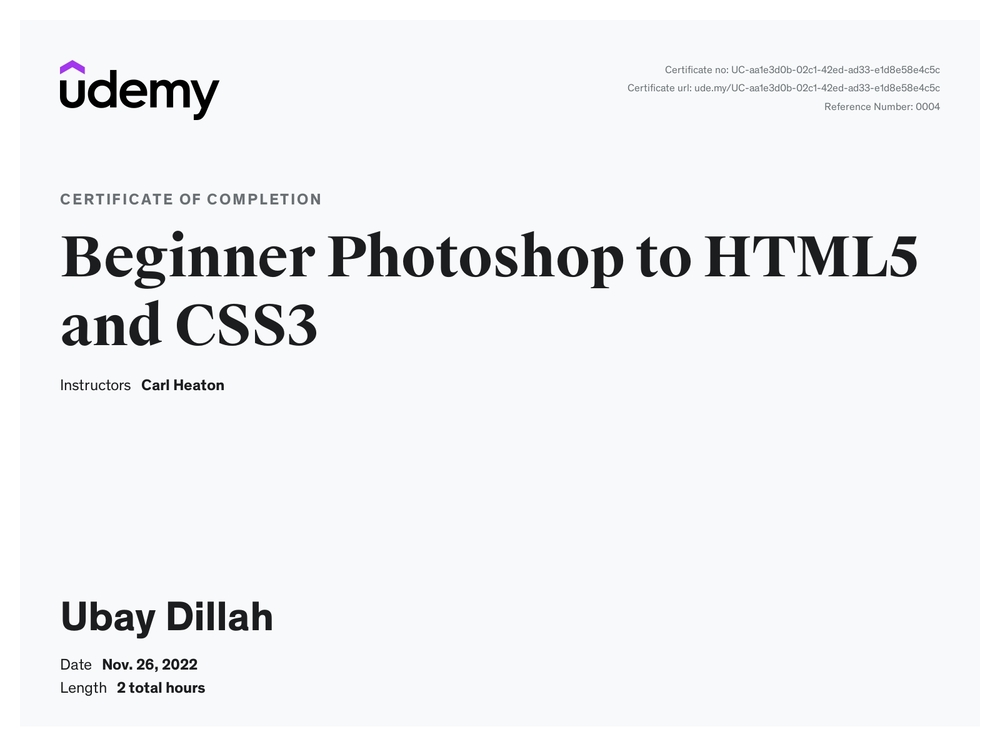 udemy
Certificate no: UC-aa1e3d0b-02c1-42ed-ad33-e1d8e58e4c5c
Certificate url: ude.my/UC-aa1e3d0b-02c1-42ed-ad33-e1d8e58e4c5c
Reference Number: 0004
CERTIFICATE OF COMPLETION
Beginner Photoshop to HTML5
and CSS3
Instructors Carl Heaton
Ubay Dillah
Date Nov. 26, 2022
Length 2 total hours